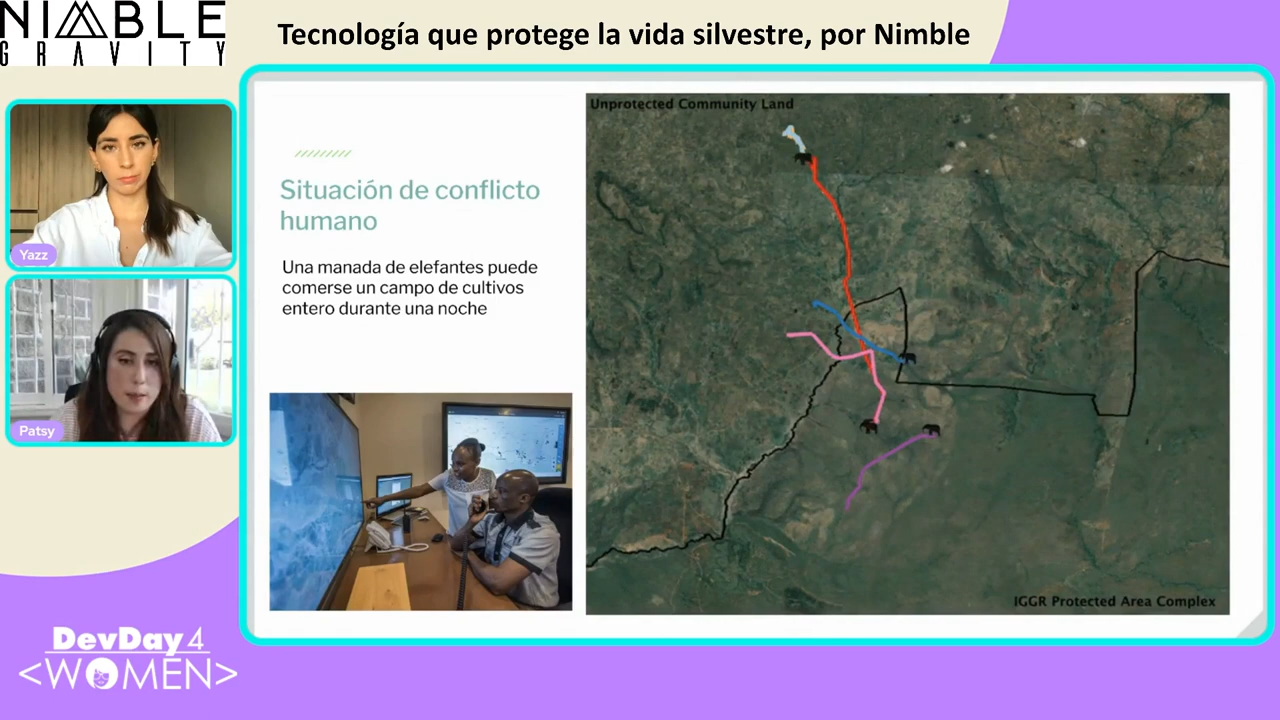 NIMBLE
GRAVITY
Tecnología que protege la vida silvestre, por Nimble
Yazz
Patsy
Situación de conflicto
humano
Una manada de elefantes puede
comerse un campo de cultivos
entero durante una noche
Unprotected Community Land
IGGR Protected Area Complex
DevDay4
<WOMEN>